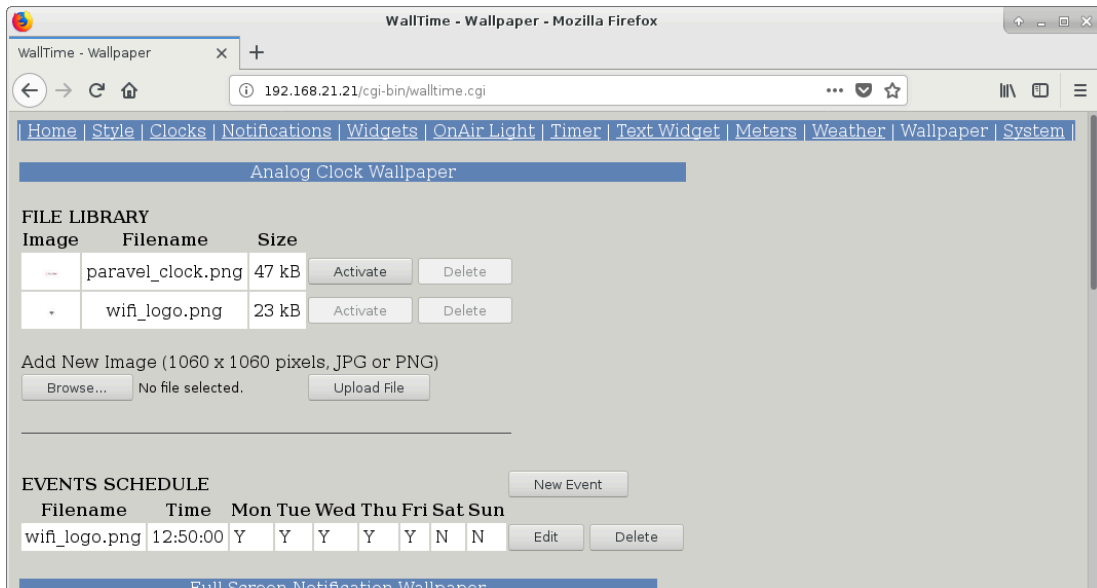 WallTime - Wallpaper - Mozilla Firefox
WallTime - Wallpaper
192.168.21.21/cgi-bin/walltime.cgi
| Home | Style | Clocks | Notifications | Widgets | OnAir Light | Timer | Text Widget | Meters | Weather | Wallpaper | System |
Analog Clock Wallpaper
FILE LIBRARY
Image Filename Size
paravel_clock.png 47 kB Activate Delete
wifi_logo.png 23 kB Activate Delete
Add New Image (1060 x 1060 pixels, JPG or PNG)
Browse... No file selected. Upload File
EVENTS SCHEDULE New Event
Filename Time Mon Tue Wed Thu Fri Sat Sun
wifi_logo.png 12:50:00 Y Y Y Y Y N N Edit Delete
Full Screen Notification Wallpaper